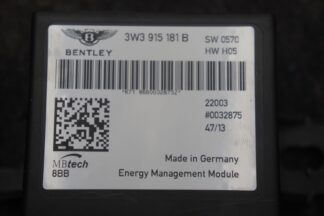 B
BENTLEY
3W3 915 181 B
SW 0570
HW H05
22003
#0032875
47/13
MBtech
8BB
Made in Germany
Energy Management Module